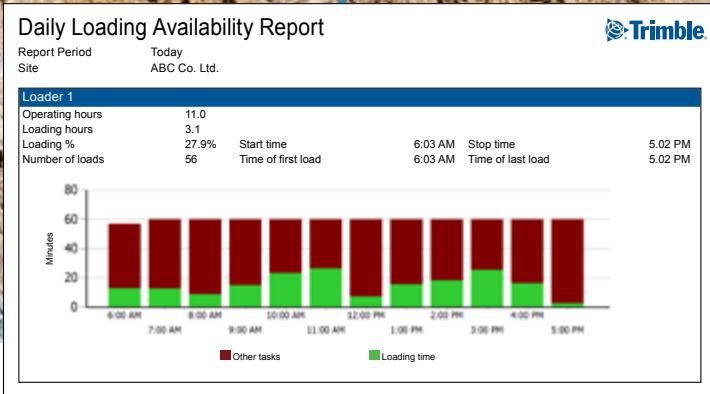 Daily Loading Availability Report
Trimble.
Report Period Today
Site ABC Co. Ltd.
Loader 1
Operating hours 11.0
Loading hours 3.1
Loading % 27.9% Start time 6:03 AM Stop time 5.02 PM
Number of loads 56 Time of first load 6:03 AM Time of last load 5.02 PM
80
60
40
20
0
Minutes
6:00 AM 8:00 AM 10:00 AM 12:00 PM 2:00 PM 4:00 PM
7:00 AM 9:00 AM 11:00 AM 1:00 PM 3:00 PM 5:00 PM
Other tasks Loading time